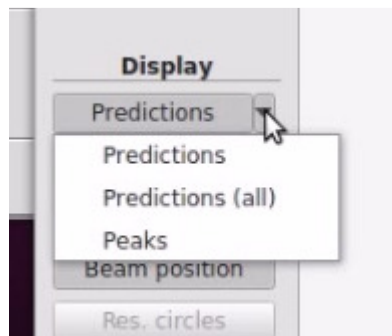 Display
Predictions
Predictions
Predictions (all)
Peaks
Beam position
Res. circles